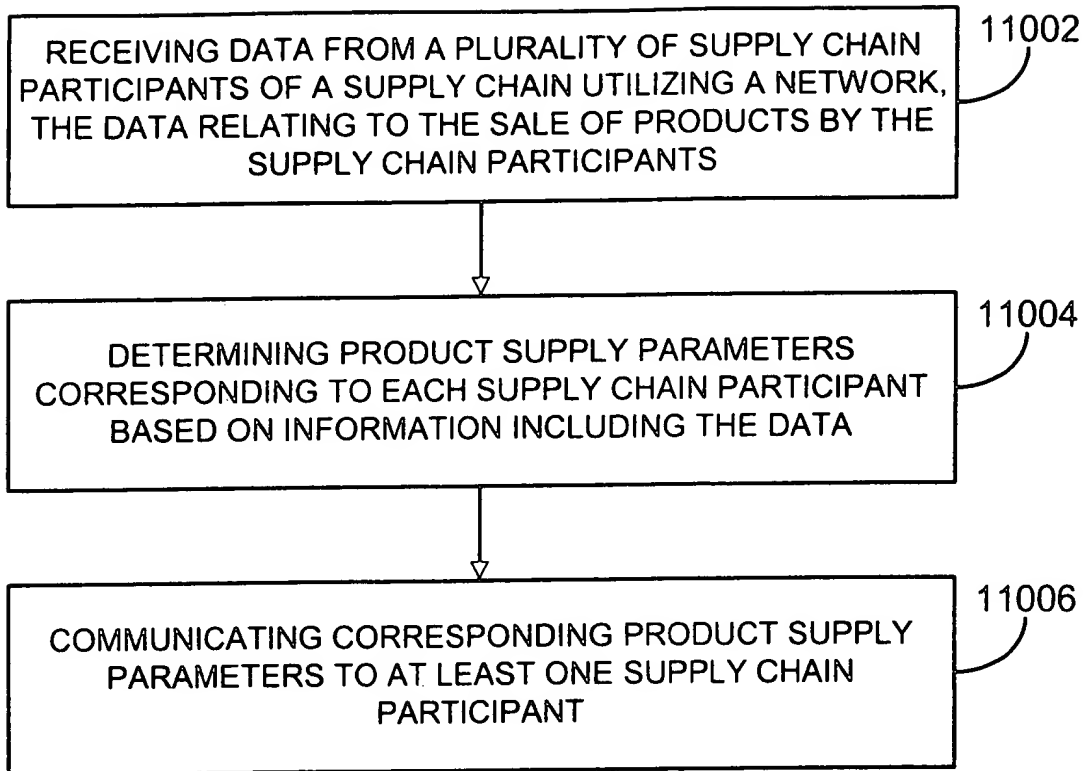 RECEIVING DATA FROM A PLURALITY OF SUPPLY CHAIN
PARTICIPANTS OF A SUPPLY CHAIN UTILIZING A NETWORK,
THE DATA RELATING TO THE SALE OF PRODUCTS BY THE
SUPPLY CHAIN PARTICIPANTS
11002
DETERMINING PRODUCT SUPPLY PARAMETERS
CORRESPONDING TO EACH SUPPLY CHAIN PARTICIPANT
BASED ON INFORMATION INCLUDING THE DATA
11004
COMMUNICATING CORRESPONDING PRODUCT SUPPLY
PARAMETERS TO AT LEAST ONE SUPPLY CHAIN
PARTICIPANT
11006